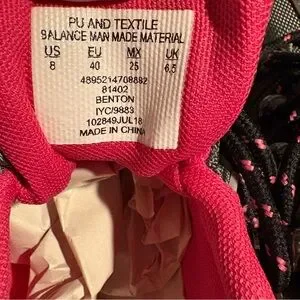 PU AND TEXTILE
BALANCE MAN MADE MATERIAL
US EU MX UK
8 40 25 6.5
4895214708882
81402
BENTON
IYC/9883
102849JUL18
MADE IN CHINA